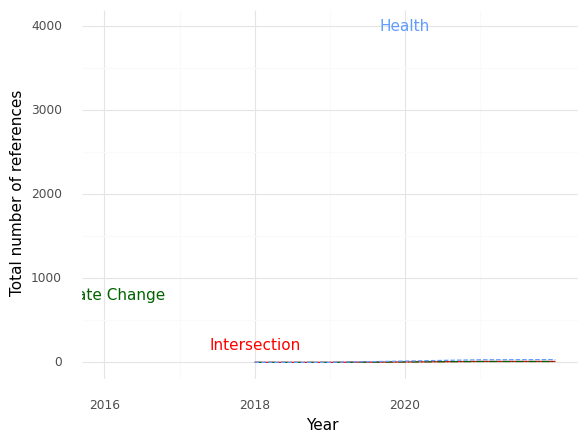 4000
Health
3000
2000
Total number of references
1000
ate Change
Intersection
0
2016
2018
2020
Year